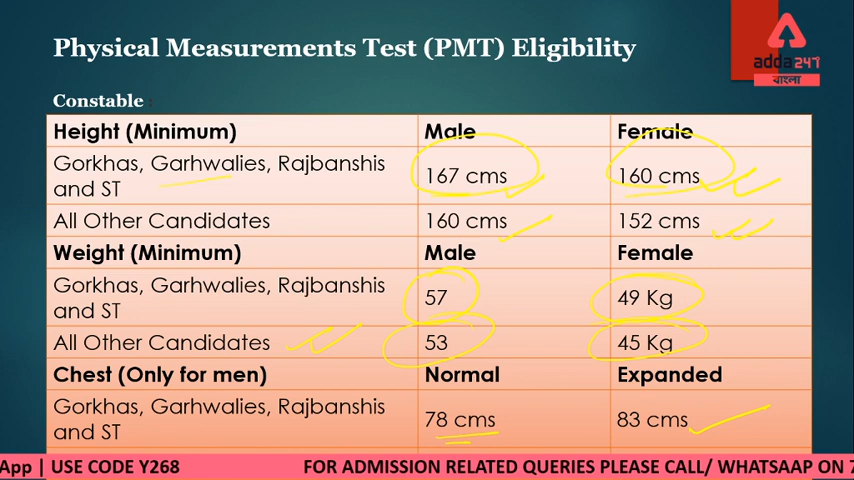 Physical Measurements Test (PMT) Eligibility
adda247
বাংলা
Constable :
Height (Minimum) Male Female
Gorkhas, Garhwalies, Rajbanshis
and ST 167 cms 160 cms
All Other Candidates 160 cms 152 cms
Weight (Minimum) Male Female
Gorkhas, Garhwalies, Rajbanshis
and ST 57 49 Kg
All Other Candidates 53 45 Kg
Chest (Only for men) Normal Expanded
Gorkhas, Garhwalies, Rajbanshis
and ST 78 cms 83 cms
App | USE CODE Y268 FOR ADMISSION RELATED QUERIES PLEASE CALL/ WHATSAAP ON 7